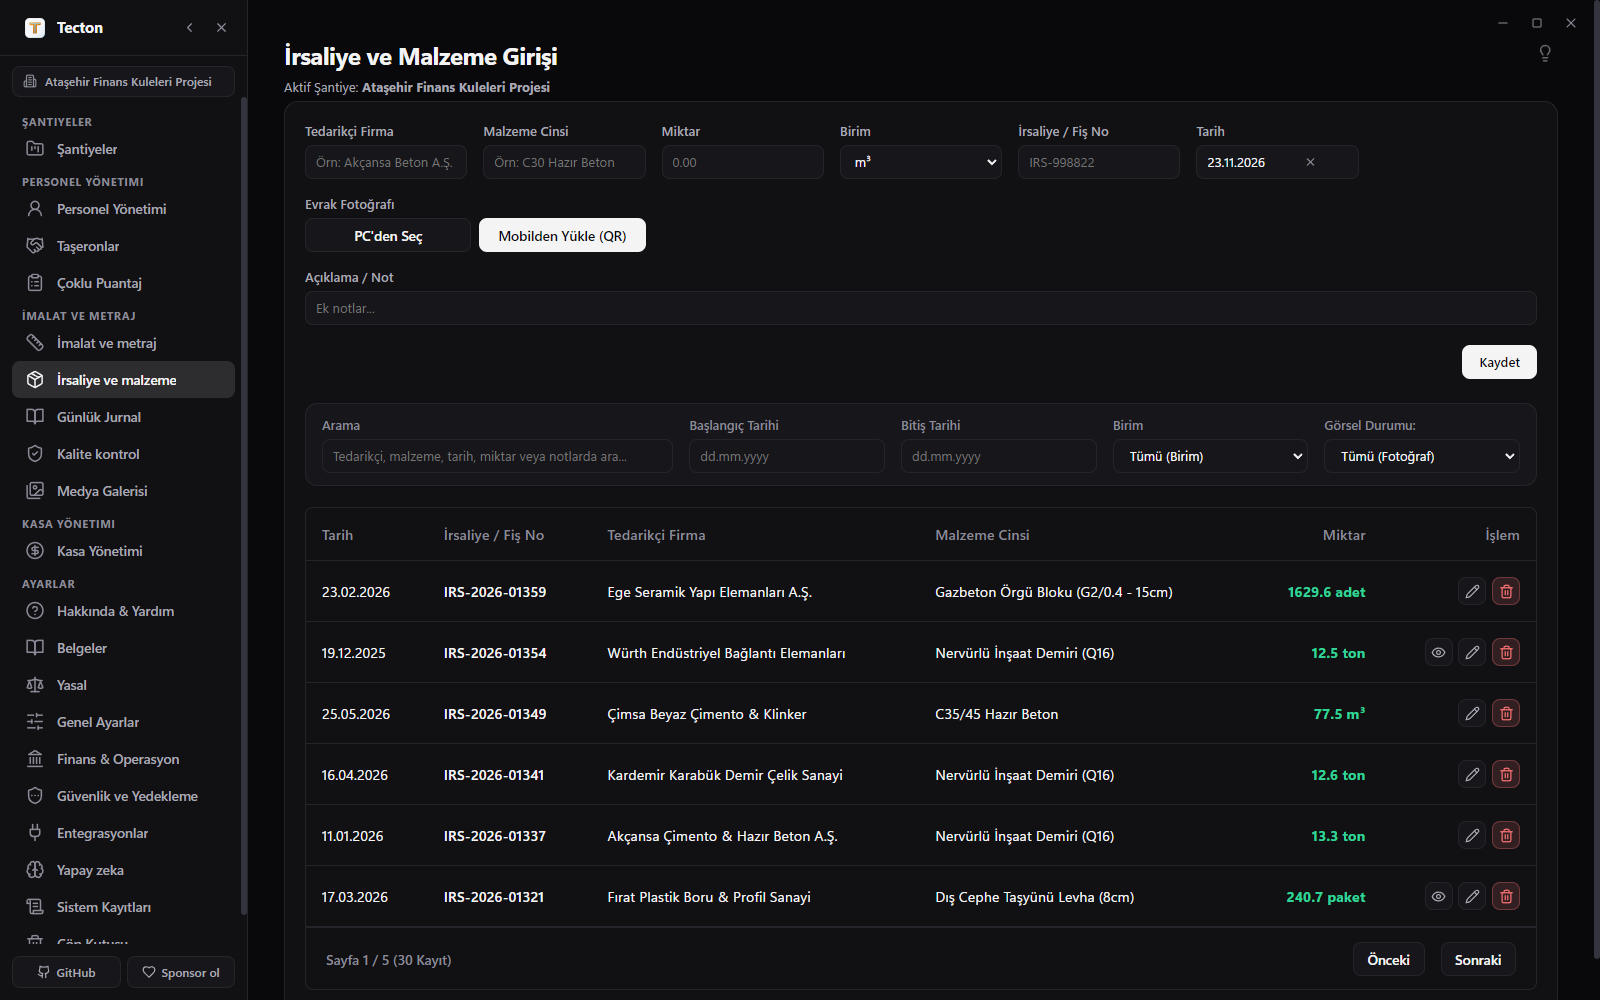 Tecton
Ataşehir Finans Kuleleri Projesi
ŞANTIYELER
Şantiyeler
PERSONEL YÖNETIMI
Personel Yönetimi
Taşeronlar
Çoklu Puantaj
İMALAT VE METRAJ
İmalat ve metraj
İrsaliye ve malzeme
Günlük Jurnal
Kalite kontrol
Medya Galerisi
KASA YÖNETIMI
Kasa Yönetimi
AYARLAR
Hakkında & Yardım
Belgeler
Yasal
Genel Ayarlar
Finans & Operasyon
Güvenlik ve Yedekleme
Entegrasyonlar
Yapay zeka
Sistem Kayıtları
Çöp Kutusu
GitHub
Sponsor ol
İrsaliye ve Malzeme Girişi
Aktif Şantiye: Ataşehir Finans Kuleleri Projesi
Tedarikçi Firma Malzeme Cinsi Miktar Birim İrsaliye / Fiş No Tarih
Örn: Akçansa Beton A.Ş. Örn: C30 Hazır Beton 0.00 m³ IRS-998822 23.11.2026
Evrak Fotoğrafı
PC'den Seç Mobilden Yükle (QR)
Açıklama / Not
Ek notlar...
Kaydet
Arama Başlangıç Tarihi Bitiş Tarihi Birim Görsel Durumu:
Tedarikçi, malzeme, tarih, miktar veya notlarda ara... dd.mm.yyyy dd.mm.yyyy Tümü (Birim) Tümü (Fotoğraf)
Tarih İrsaliye / Fiş No Tedarikçi Firma Malzeme Cinsi Miktar İşlem
23.02.2026 IRS-2026-01359 Ege Seramik Yapı Elemanları A.Ş. Gazbeton Örgü Bloku (G2/0.4 - 15cm) 1629.6 adet
19.12.2025 IRS-2026-01354 Würth Endüstriyel Bağlantı Elemanları Nervürlü İnşaat Demiri (Q16) 12.5 ton
25.05.2026 IRS-2026-01349 Çimsa Beyaz Çimento & Klinker C35/45 Hazır Beton 77.5 m³
16.04.2026 IRS-2026-01341 Kardemir Karabük Demir Çelik Sanayi Nervürlü İnşaat Demiri (Q16) 12.6 ton
11.01.2026 IRS-2026-01337 Akçansa Çimento & Hazır Beton A.Ş. Nervürlü İnşaat Demiri (Q16) 13.3 ton
17.03.2026 IRS-2026-01321 Fırat Plastik Boru & Profil Sanayi Dış Cephe Taşyünü Levha (8cm) 240.7 paket
Sayfa 1 / 5 (30 Kayıt) Önceki Sonraki